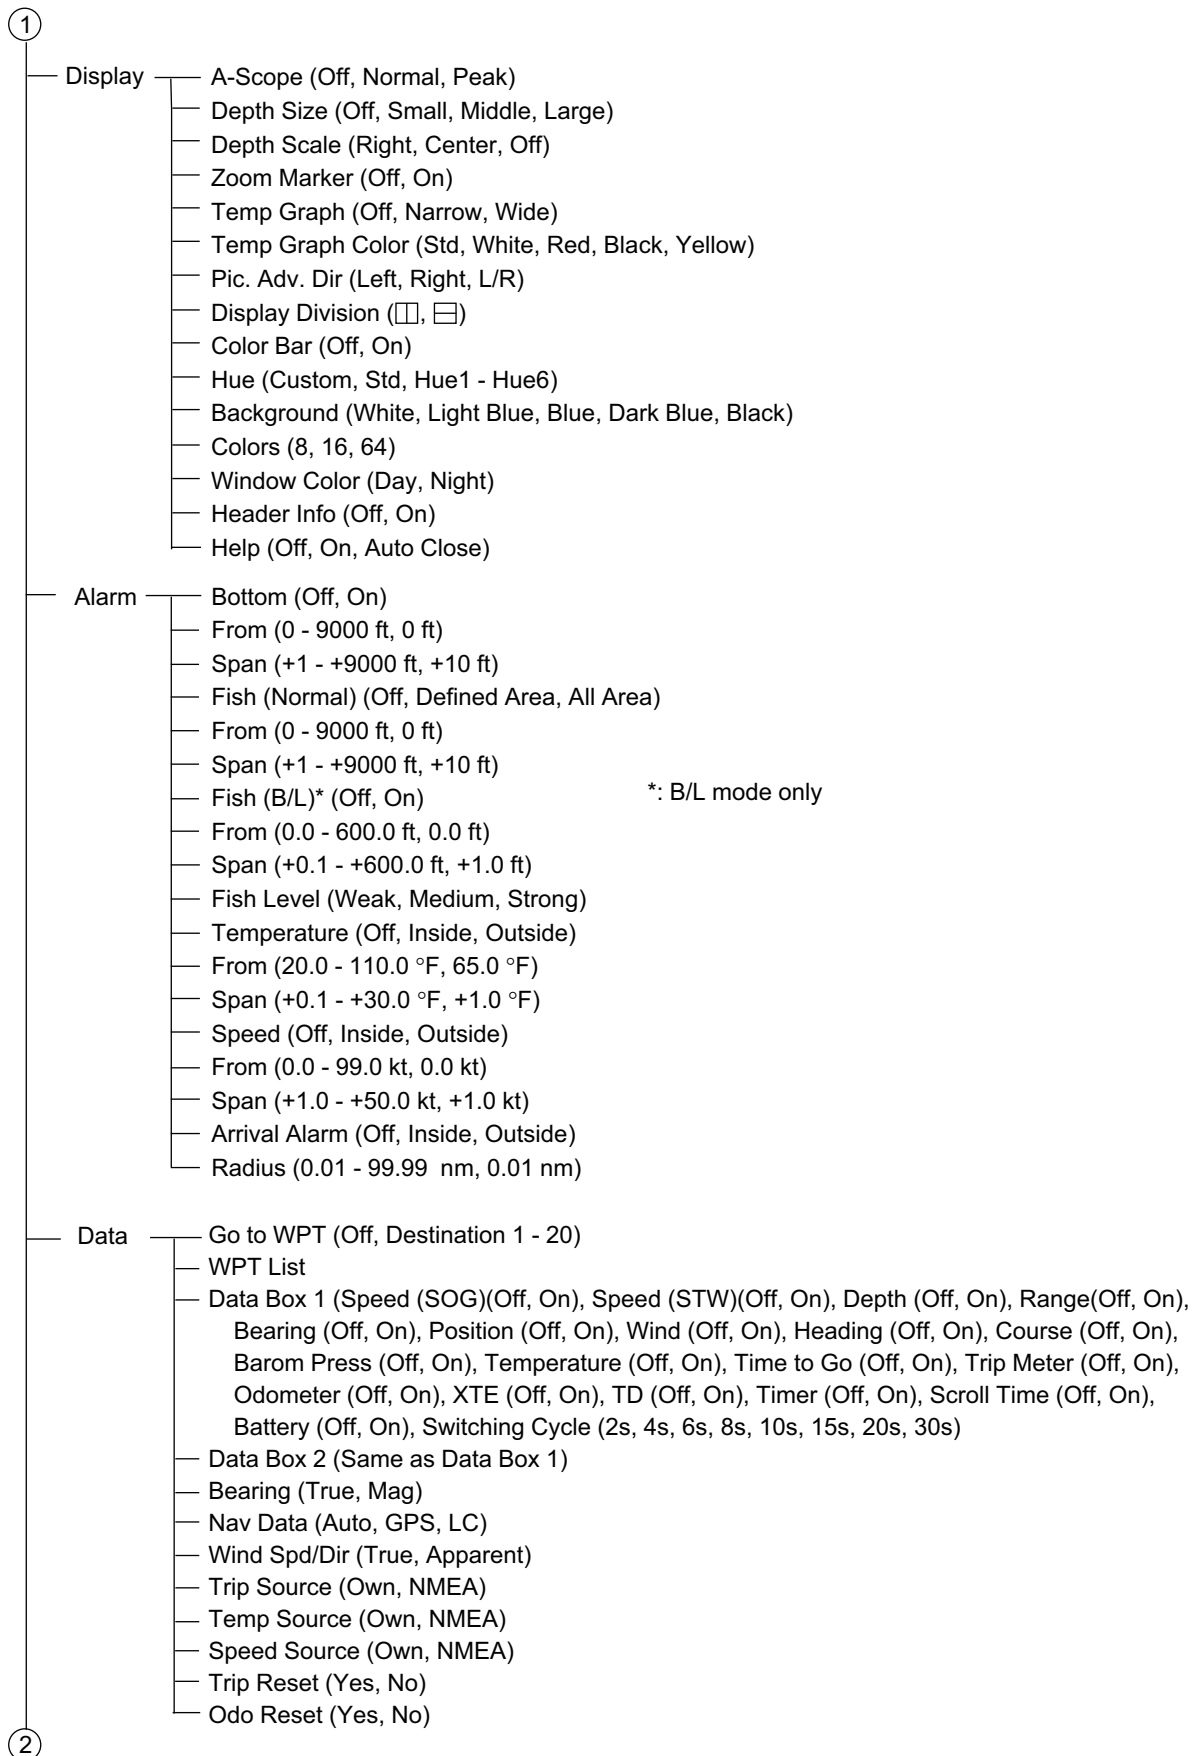 1
Display
A-Scope (Off, Normal, Peak)
Depth Size (Off, Small, Middle, Large)
Depth Scale (Right, Center, Off)
Zoom Marker (Off, On)
Temp Graph (Off, Narrow, Wide)
Temp Graph Color (Std, White, Red, Black, Yellow)
Pic. Adv. Dir (Left, Right, L/R)
Display Division (◫, ⊟)
Color Bar (Off, On)
Hue (Custom, Std, Hue1 - Hue6)
Background (White, Light Blue, Blue, Dark Blue, Black)
Colors (8, 16, 64)
Window Color (Day, Night)
Header Info (Off, On)
Help (Off, On, Auto Close)
Alarm
Bottom (Off, On)
From (0 - 9000 ft, 0 ft)
Span (+1 - +9000 ft, +10 ft)
Fish (Normal) (Off, Defined Area, All Area)
From (0 - 9000 ft, 0 ft)
Span (+1 - +9000 ft, +10 ft)
Fish (B/L)* (Off, On)
*: B/L mode only
From (0.0 - 600.0 ft, 0.0 ft)
Span (+0.1 - +600.0 ft, +1.0 ft)
Fish Level (Weak, Medium, Strong)
Temperature (Off, Inside, Outside)
From (20.0 - 110.0 °F, 65.0 °F)
Span (+0.1 - +30.0 °F, +1.0 °F)
Speed (Off, Inside, Outside)
From (0.0 - 99.0 kt, 0.0 kt)
Span (+1.0 - +50.0 kt, +1.0 kt)
Arrival Alarm (Off, Inside, Outside)
Radius (0.01 - 99.99 nm, 0.01 nm)
Data
Go to WPT (Off, Destination 1 - 20)
WPT List
Data Box 1 (Speed (SOG)(Off, On), Speed (STW)(Off, On), Depth (Off, On), Range(Off, On),
Bearing (Off, On), Position (Off, On), Wind (Off, On), Heading (Off, On), Course (Off, On),
Barom Press (Off, On), Temperature (Off, On), Time to Go (Off, On), Trip Meter (Off, On),
Odometer (Off, On), XTE (Off, On), TD (Off, On), Timer (Off, On), Scroll Time (Off, On),
Battery (Off, On), Switching Cycle (2s, 4s, 6s, 8s, 10s, 15s, 20s, 30s)
Data Box 2 (Same as Data Box 1)
Bearing (True, Mag)
Nav Data (Auto, GPS, LC)
Wind Spd/Dir (True, Apparent)
Trip Source (Own, NMEA)
Temp Source (Own, NMEA)
Speed Source (Own, NMEA)
Trip Reset (Yes, No)
Odo Reset (Yes, No)
2